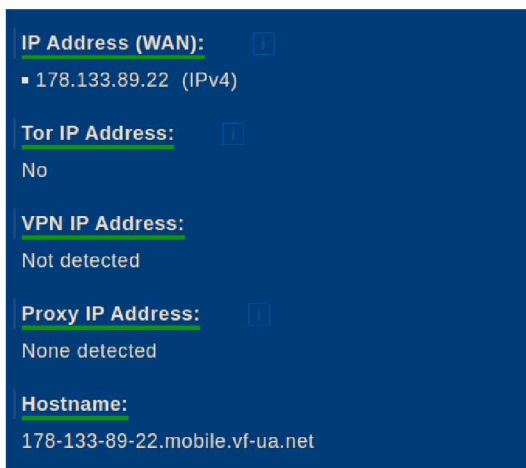 IP Address (WAN): i
▪ 178.133.89.22 (IPv4)
Tor IP Address: i
No
VPN IP Address:
Not detected
Proxy IP Address: i
None detected
Hostname:
178-133-89-22.mobile.vf-ua.net